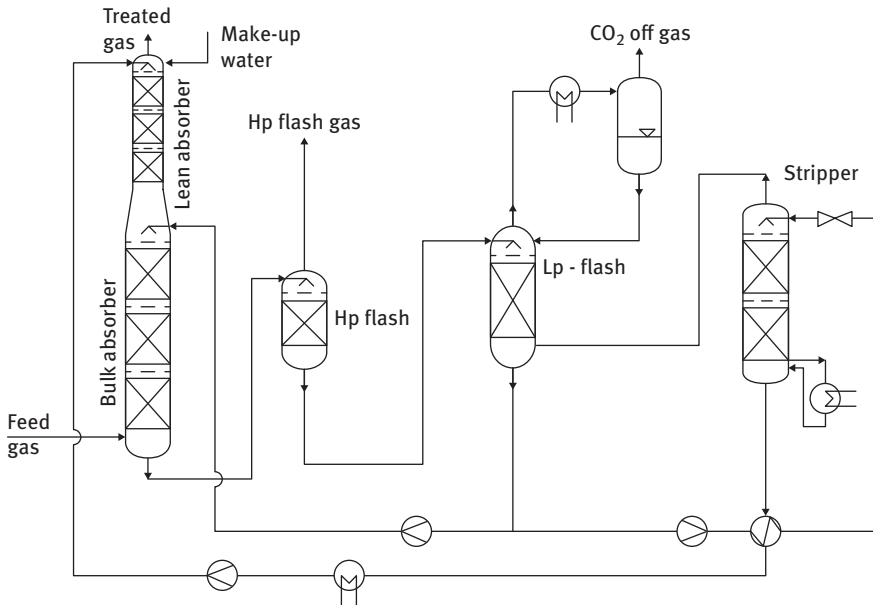 Treated
gas
Make-up
water
Lean absorber
Bulk absorber
Feed
gas
Hp flash gas
Hp flash
CO₂ off gas
Lp - flash
Stripper